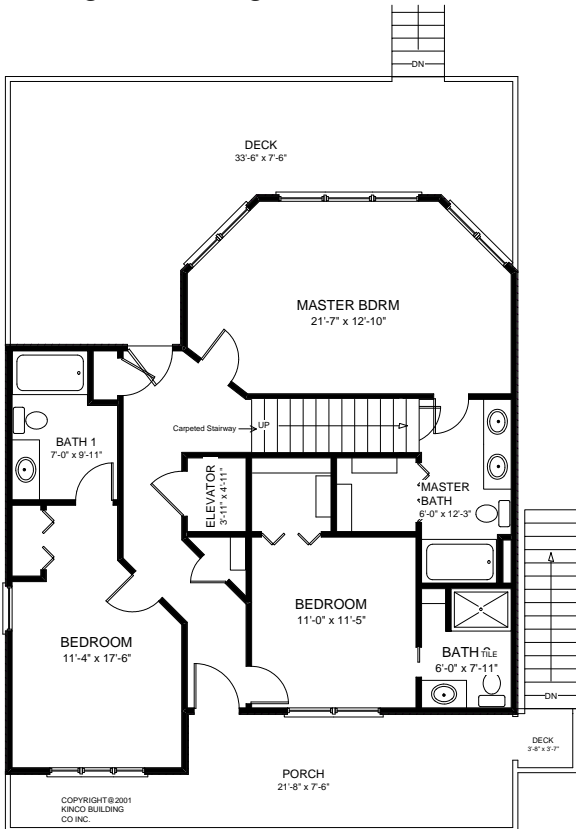 DN
DECK
33'-6" x 7'-6"
MASTER BDRM
21'-7" x 12'-10"
Carpeted Stairway
UP
BATH 1
7'-0" x 9'-11"
ELEVATOR
3'-11" x 4'-11"
MASTER
BATH
6'-0" x 12'-3"
BEDROOM
11'-0" x 11'-5"
BEDROOM
11'-4" x 17'-6"
BATH
TILE
6'-0" x 7'-11"
DN
DECK
3'-8" x 3'-7"
PORCH
21'-8" x 7'-6"
COPYRIGHT@2001
KINCO BUILDING
CO INC.